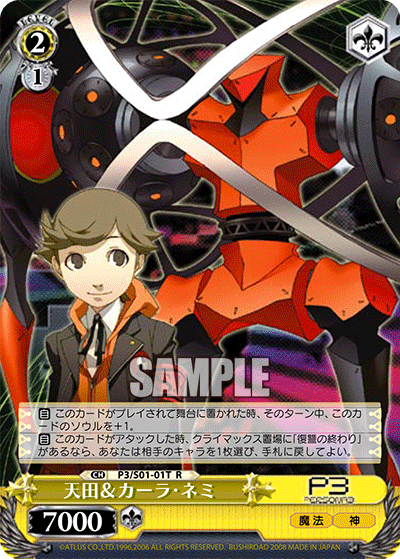 LEVEL
2
1
SAMPLE
自 このカードがプレイされて舞台に置かれた時、そのターン中、このカ
ードのソウルを+1。
自 このカードがアタックした時、クライマックス置場に「復讐の終わり」
があるなら、あなたは相手のキャラを1枚選び、手札に戻してよい。
CH P3/S01-01T R
天田&カーラ・ネミ
P3
PERSONA3
7000
魔法 神
©ATLUS CO.,LTD.1996,2006 ALL RIGHTS RESERVED. BUSHIROAD 2008 MADE IN JAPAN